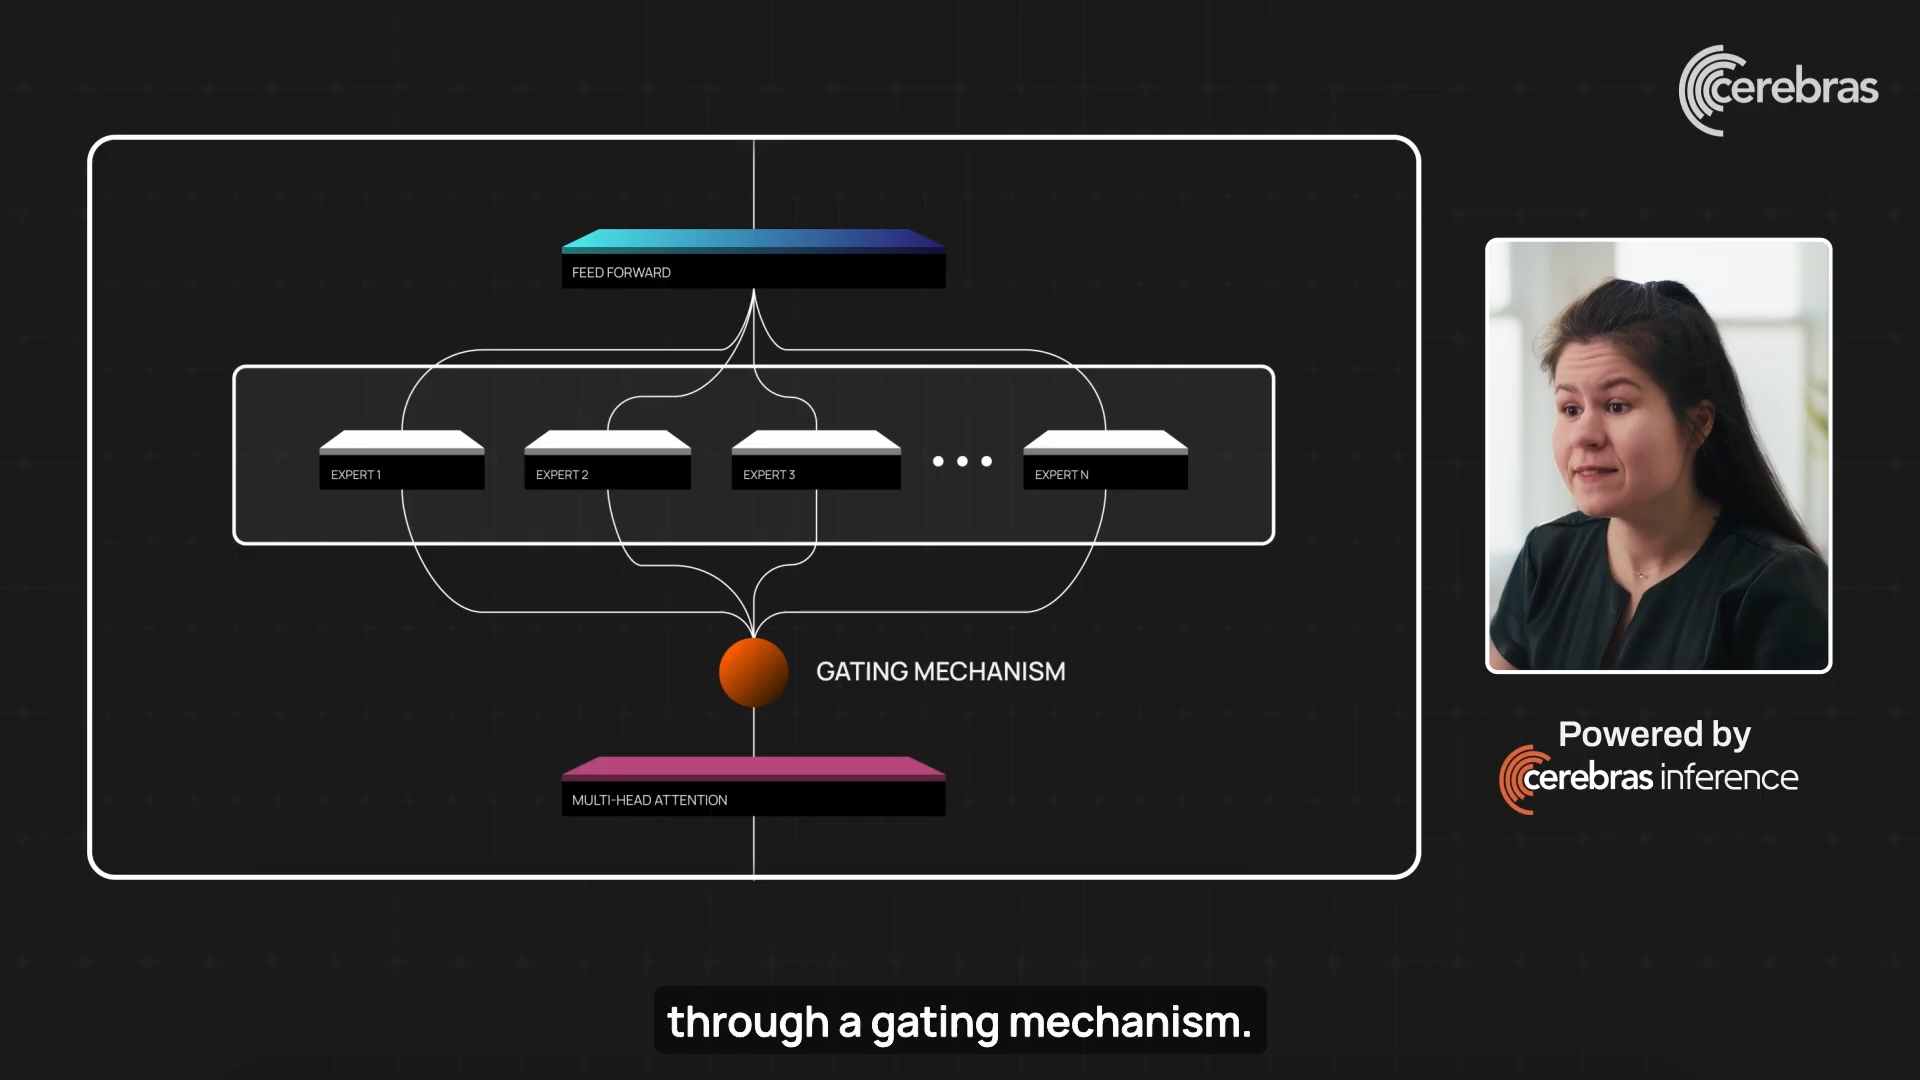 cerebras
FEED FORWARD
EXPERT 1
EXPERT 2
EXPERT 3
EXPERT N
GATING MECHANISM
MULTI-HEAD ATTENTION
Powered by
cerebras inference
through a gating mechanism.